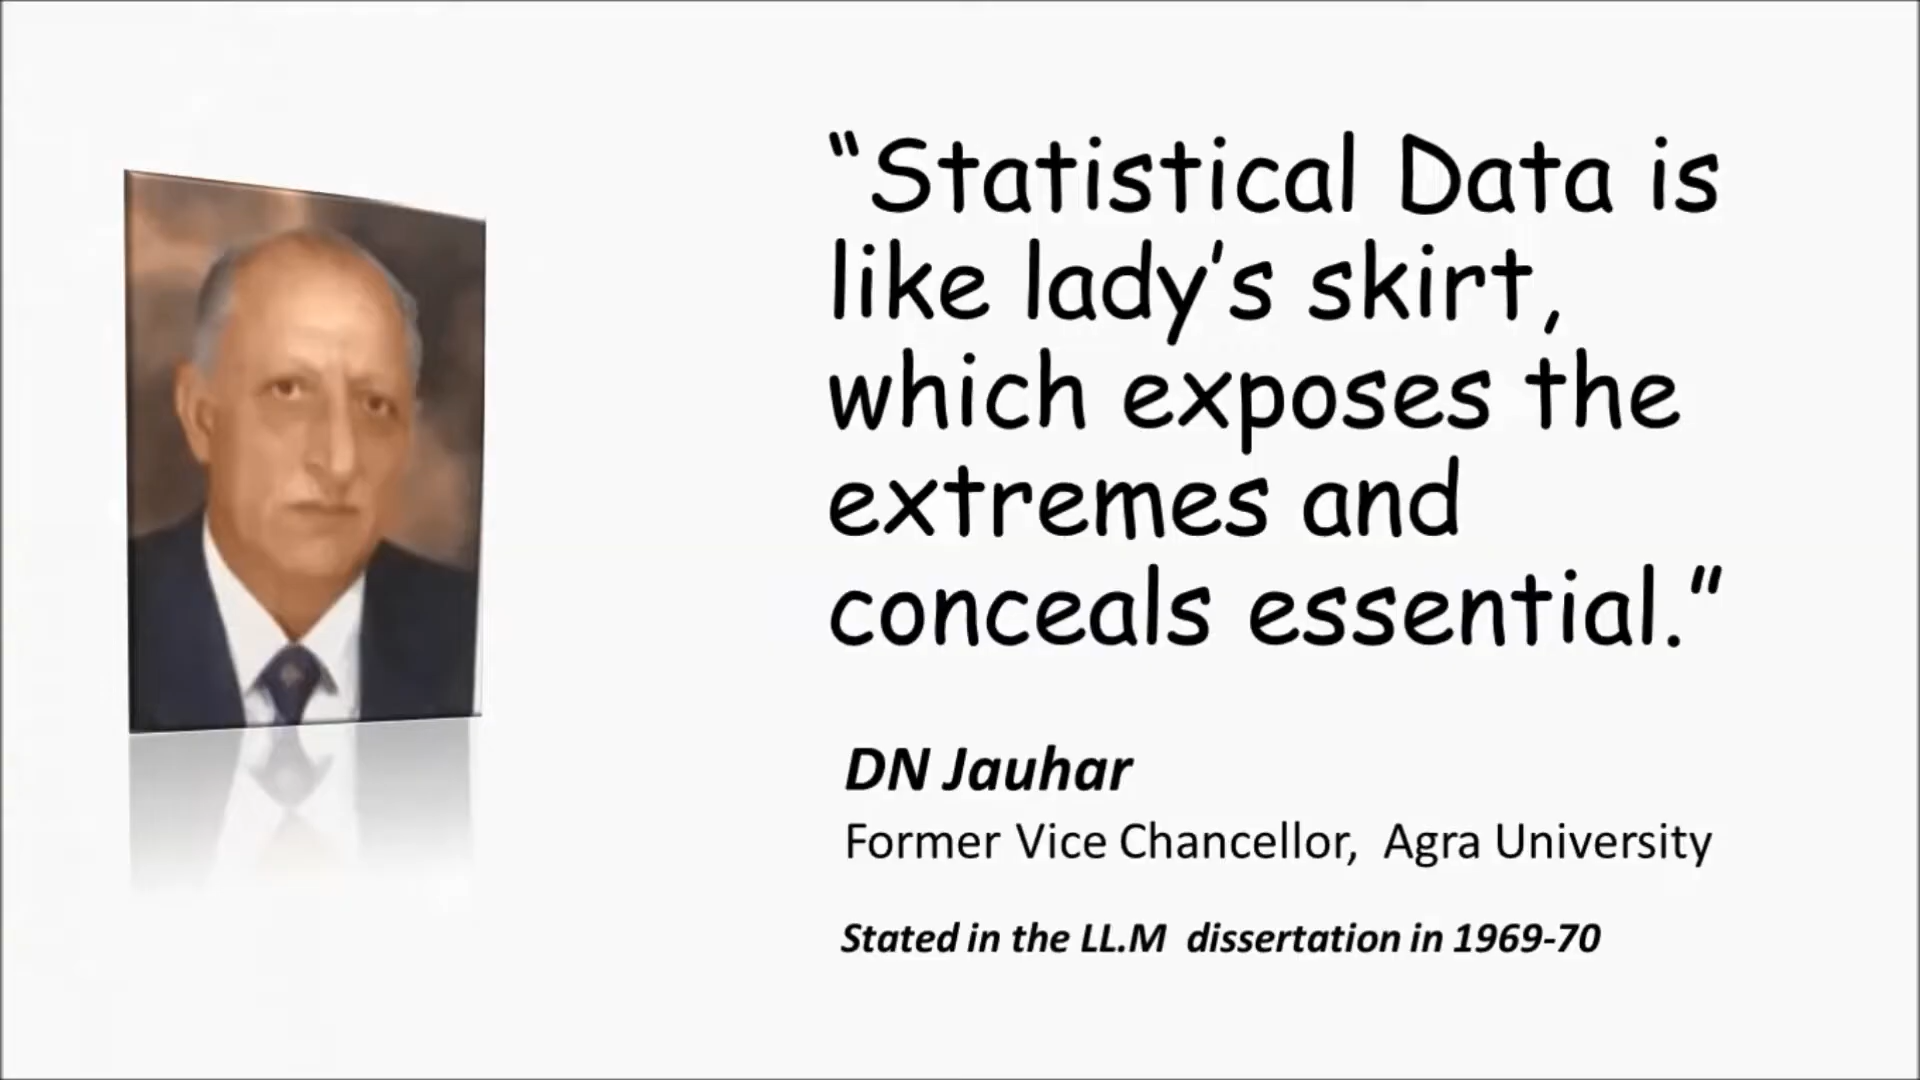 “Statistical Data is
like lady’s skirt,
which exposes the
extremes and
conceals essential.”
DN Jauhar
Former Vice Chancellor,  Agra University
Stated in the LL.M  dissertation in 1969-70